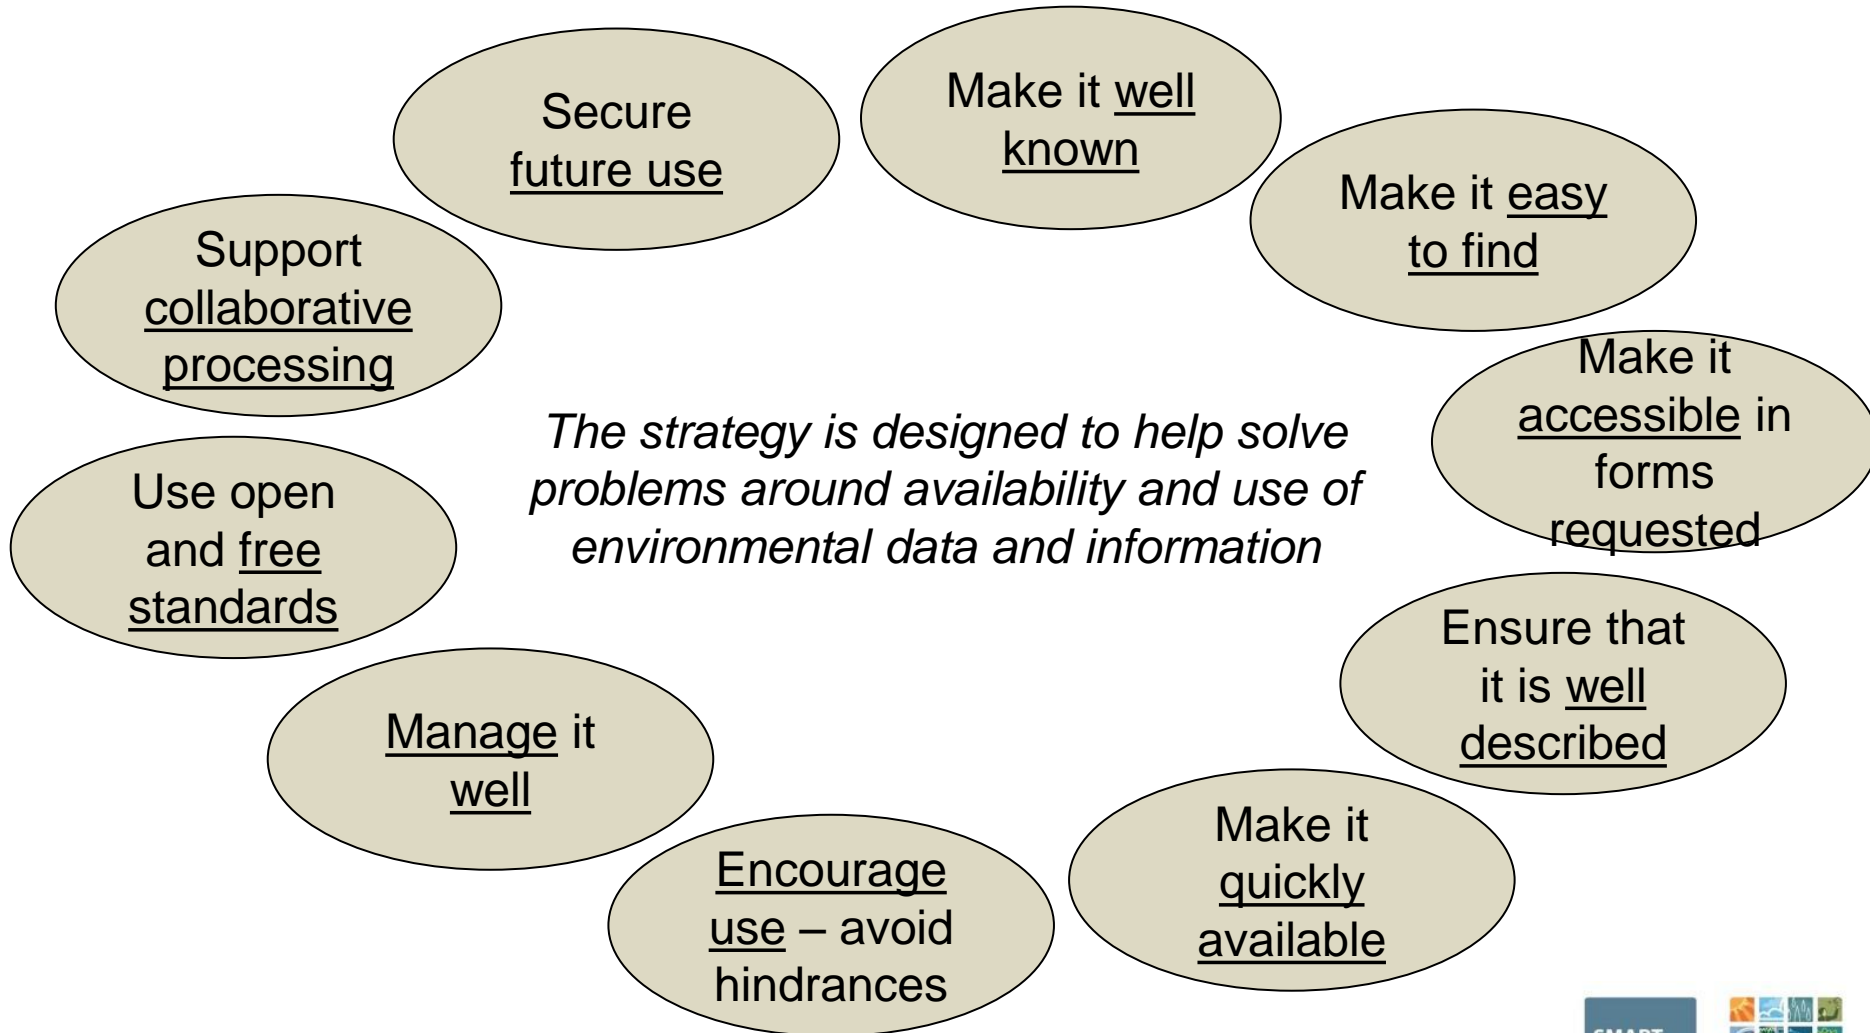 Secure
future use
Make it well
known
Make it easy
to find
Support
collaborative
processing
Make it
accessible in
forms
requested
The strategy is designed to help solve
problems around availability and use of
environmental data and information
Use open
and free
standards
Ensure that
it is well
described
Manage it
well
Make it
quickly
available
Encourage
use – avoid
hindrances
SMART